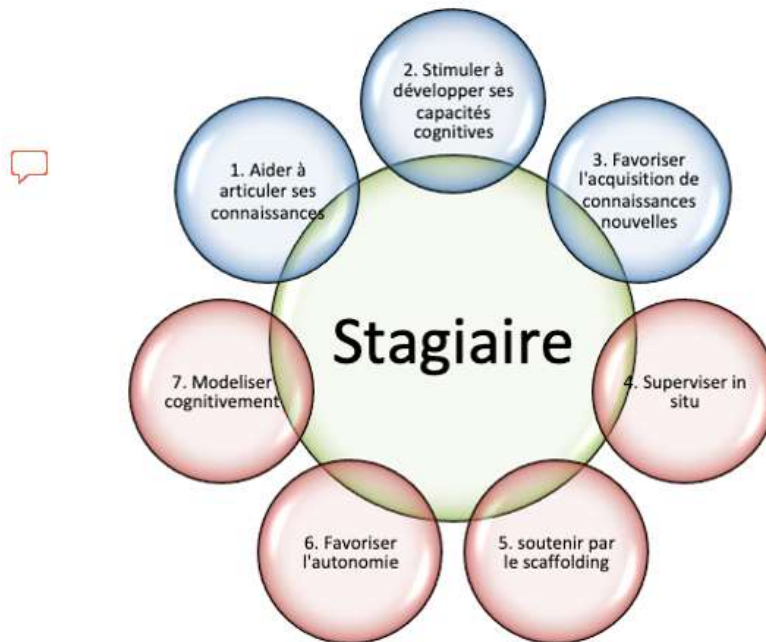 2. Stimuler à
développer ses
capacités
cognitives
1. Aider à
articuler ses
connaissances
3. Favoriser
l'acquisition de
connaissances
nouvelles
Stagiaire
7. Modeliser
cognitivement
4. Superviser in
situ
6. Favoriser
l'autonomie
5. soutenir par
le scaffolding